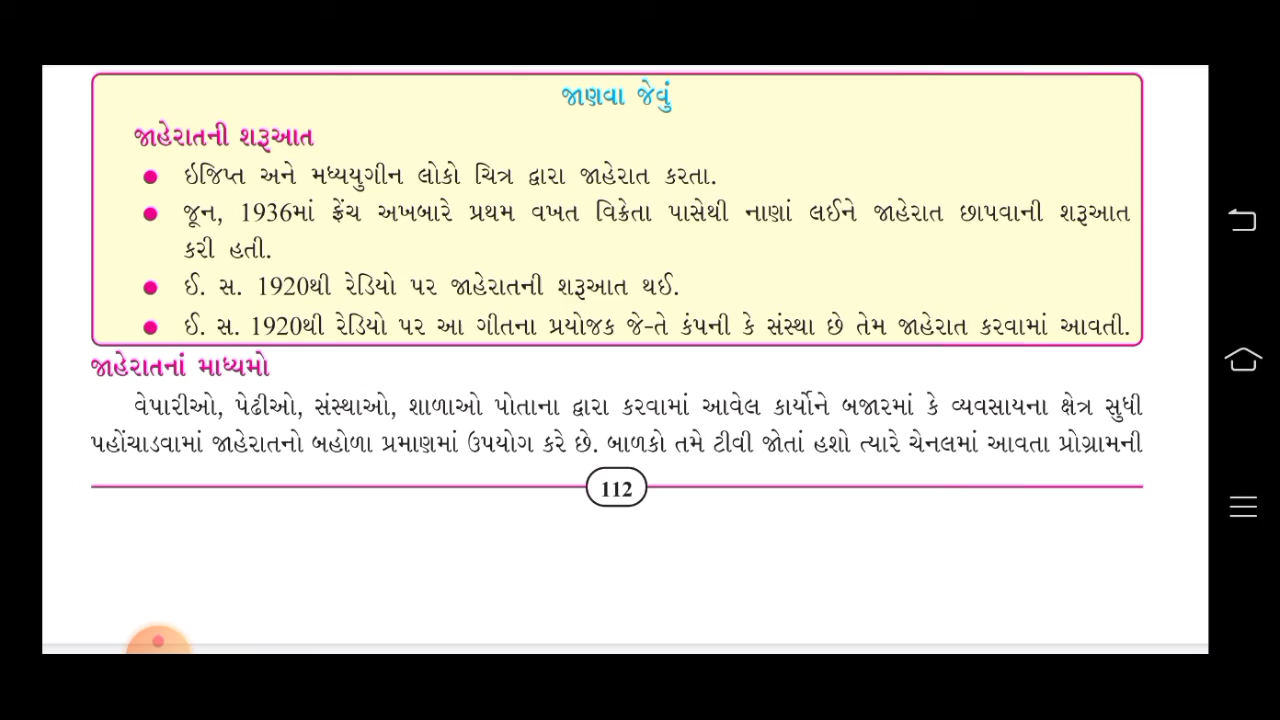 જાણવા જેવું
જાહેરાતની શરૂઆત
● ઇજિપ્ત અને મધ્યયુગીન લોકો ચિત્ર દ્વારા જાહેરાત કરતા.
● જૂન, 1936માં ફ્રેંચ અખબારે પ્રથમ વખત વિક્રેતા પાસેથી નાણાં લઈને જાહેરાત છાપવાની શરૂઆત
કરી હતી.
● ઈ. સ. 1920થી રેડિયો પર જાહેરાતની શરૂઆત થઈ.
● ઈ. સ. 1920થી રેડિયો પર આ ગીતના પ્રયોજક જે-તે કંપની કે સંસ્થા છે તેમ જાહેરાત કરવામાં આવતી.
જાહેરાતનાં માધ્યમો
વેપારીઓ, પેઢીઓ, સંસ્થાઓ, શાળાઓ પોતાના દ્વારા કરવામાં આવેલ કાર્યોને બજારમાં કે વ્યવસાયના ક્ષેત્ર સુધી
પહોંચાડવામાં જાહેરાતનો બહોળા પ્રમાણમાં ઉપયોગ કરે છે. બાળકો તમે ટીવી જોતાં હશો ત્યારે ચેનલમાં આવતા પ્રોગ્રામની
112